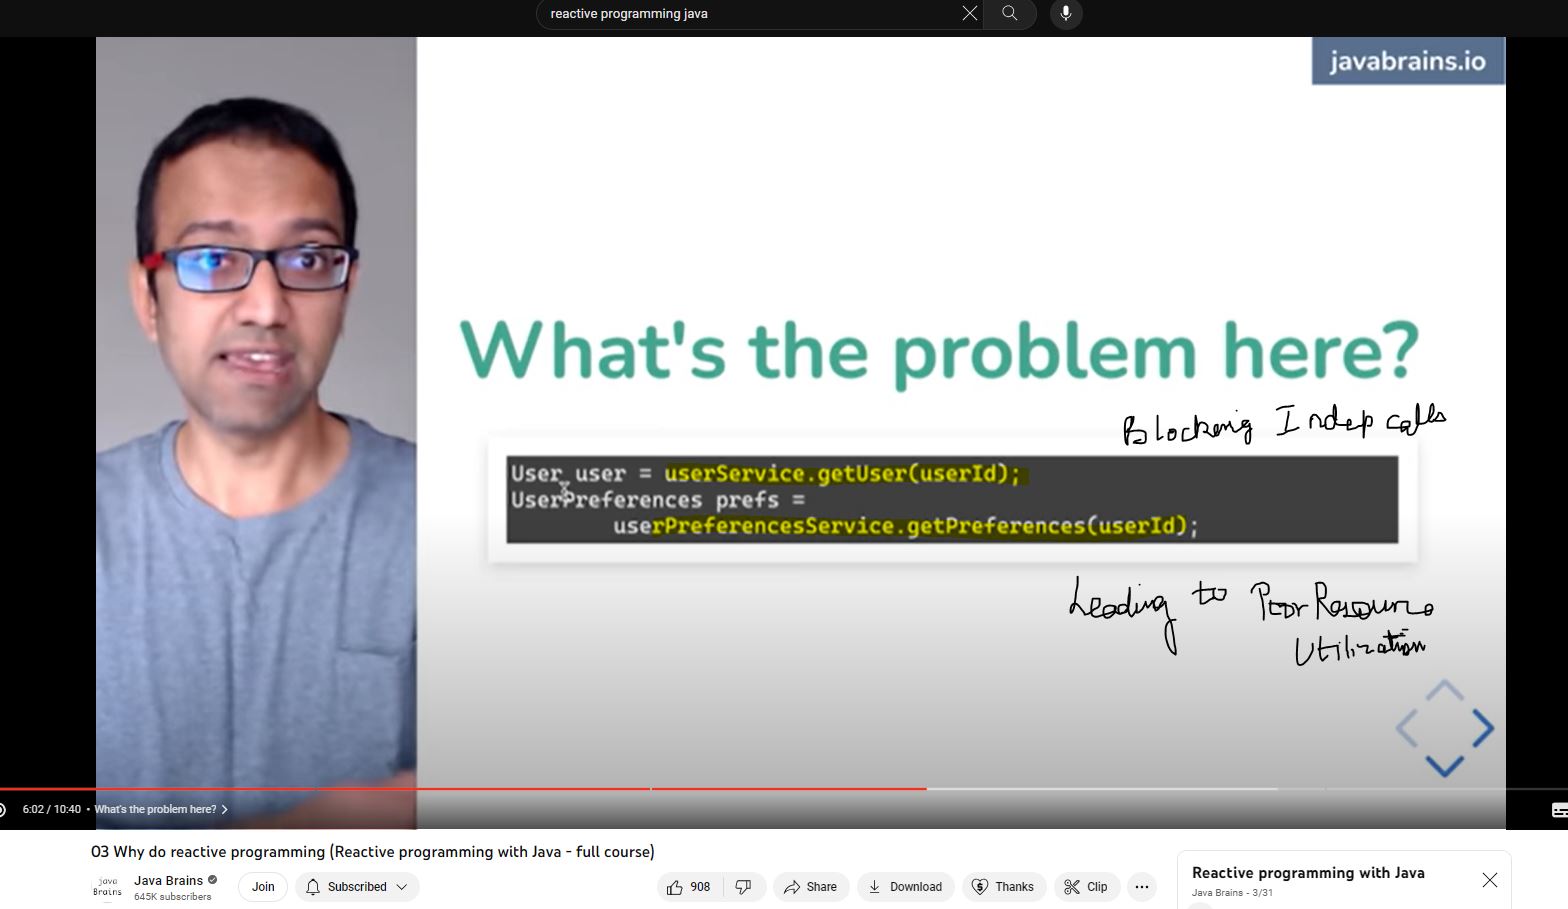 reactive programming java
javabrains.io
What's the problem here?
Blocking Indep calls
User user = userService.getUser(userId);
UserPreferences prefs =
userPreferencesService.getPreferences(userId);
Leading to Poor Resource
Utilization
6:02 / 10:40 • What's the problem here?
03 Why do reactive programming (Reactive programming with Java - full course)
java
Brains
Java Brains
645K subscribers
Join
Subscribed
908
Share
Download
Thanks
Clip
Reactive programming with Java
Java Brains - 3/31